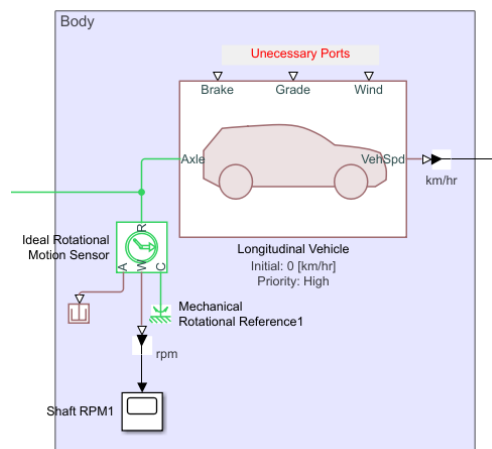 Body
Unecessary Ports
Brake
Grade
Wind
Axle
VehSpd
km/hr
Longitudinal Vehicle
Initial: 0 [km/hr]
Priority: High
Ideal Rotational
Motion Sensor
R
A
W
C
Mechanical
Rotational Reference1
rpm
Shaft RPM1